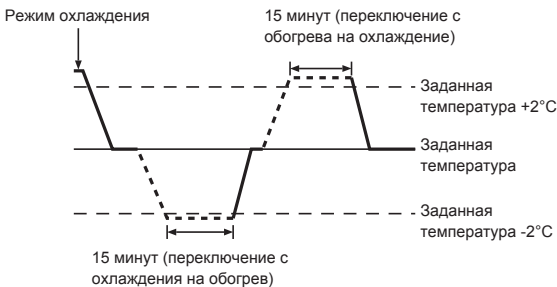 Режим охлаждения
15 минут (переключение с
обогрева на охлаждение)
Заданная
температура +2°C
Заданная
температура
Заданная
температура -2°C
15 минут (переключение с
охлаждения на обогрев)